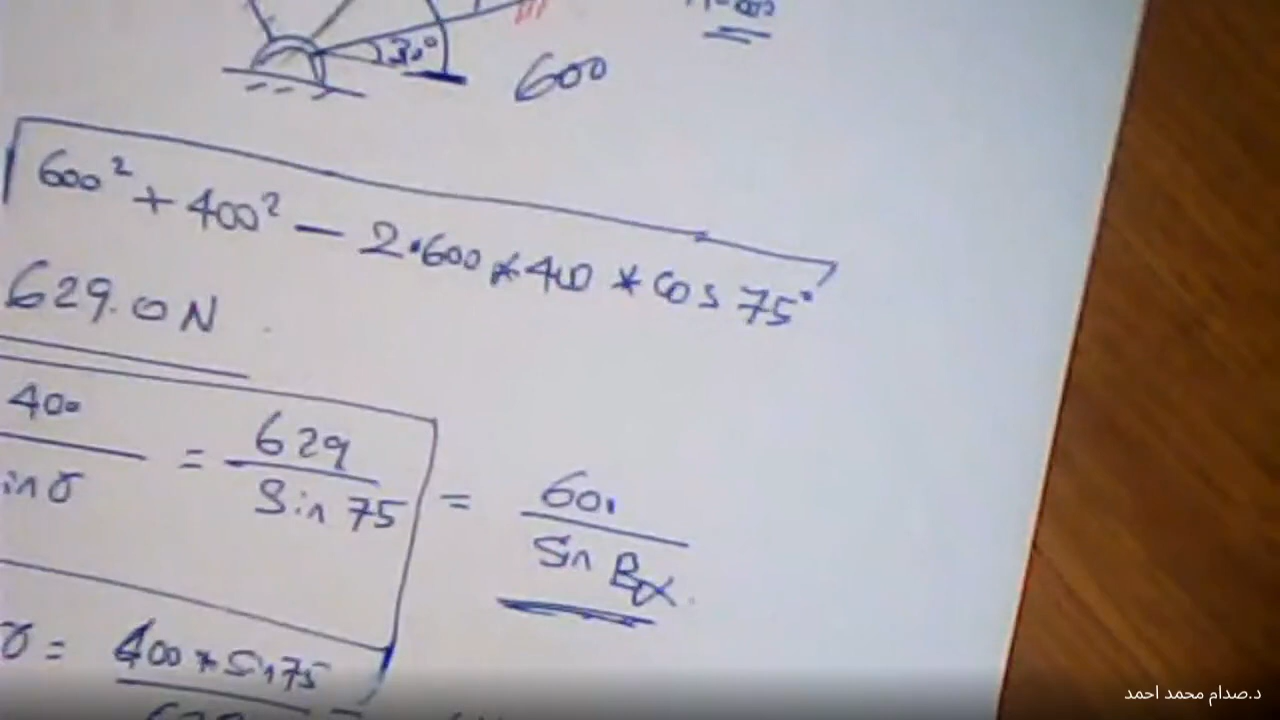 30°
600
600² + 400² - 2·600 * 400 * cos 75°
629.0 N
400 / in γ = 629 / Sin 75 = 600 / Sin Bα
γ = 400 * Sin 75
د.صدام محمد احمد